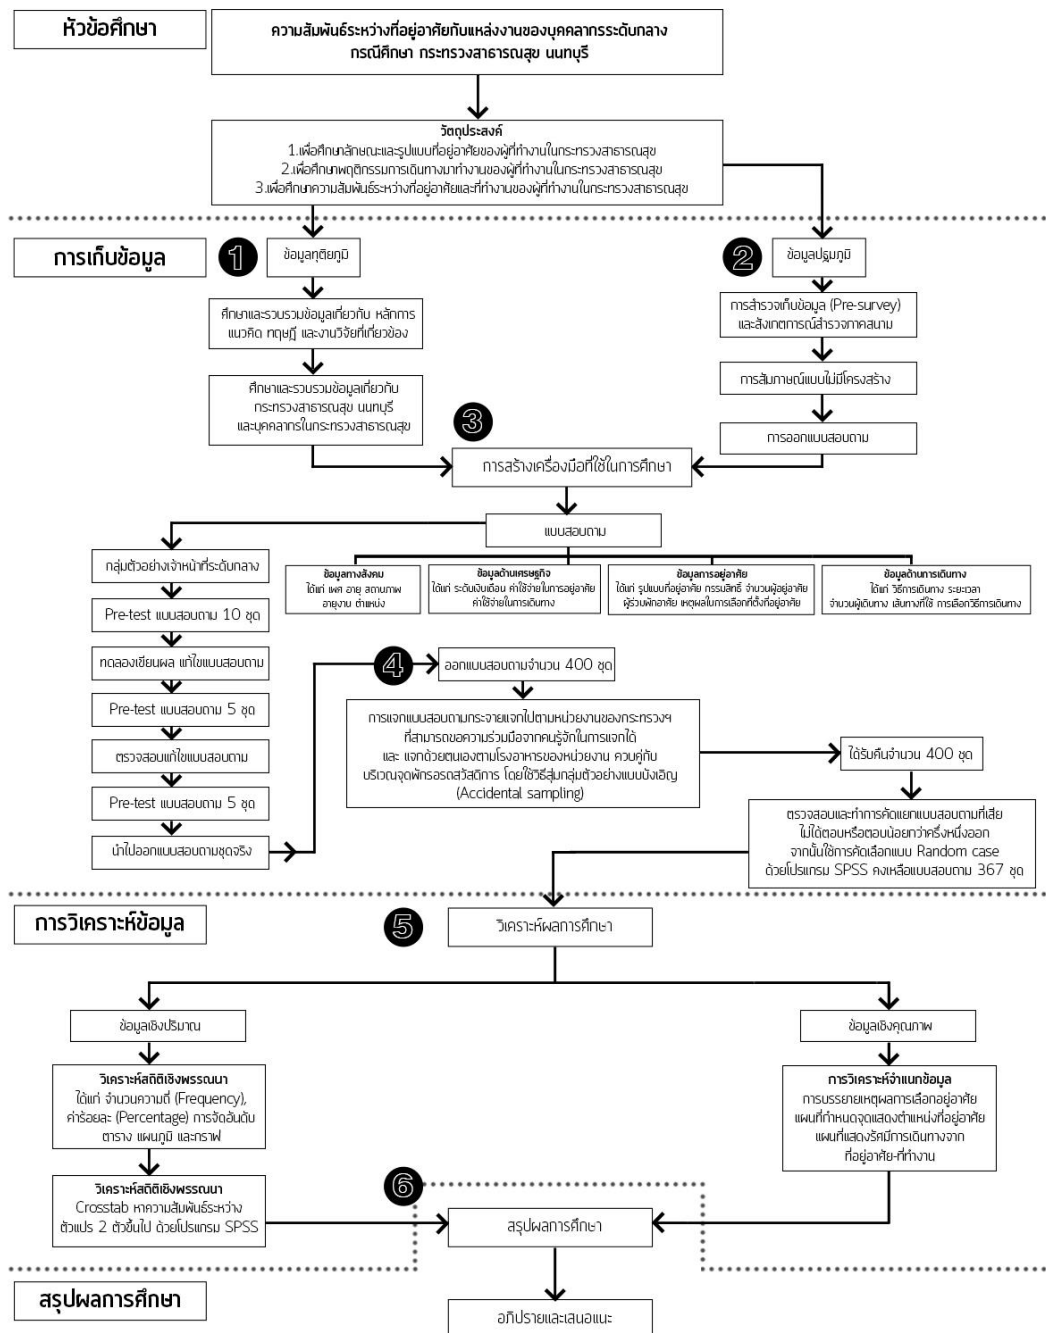 หัวข้อศึกษา
ความสัมพันธ์ระหว่างที่อยู่อาศัยกับแหล่งงานของบุคคลากรระดับกลาง
กรณีศึกษา กระทรวงสาธารณสุข นนทบุรี
วัตถุประสงค์
1.เพื่อศึกษาลักษณะและรูปแบบที่อยู่อาศัยของผู้ที่ทำงานในกระทรวงสาธารณสุข
2.เพื่อศึกษาพฤติกรรมการเดินทางมาทำงานของผู้ที่ทำงานในกระทรวงสาธารณสุข
3.เพื่อศึกษาความสัมพันธ์ระหว่างที่อยู่อาศัยและที่ทำงานของผู้ที่ทำงานในกระทรวงสาธารณสุข
การเก็บข้อมูล
1
ข้อมูลทุติยภูมิ
2
ข้อมูลปฐมภูมิ
ศึกษาและรวบรวมข้อมูลเกี่ยวกับ หลักการ
แนวคิด ทฤษฎี และงานวิจัยที่เกี่ยวข้อง
การสำรวจเก็บข้อมูล (Pre-survey)
และสังเกตการณ์สำรวจภาคสนาม
ศึกษาและรวบรวมข้อมูลเกี่ยวกับ
กระทรวงสาธารณสุข นนทบุรี
และบุคคลากรในกระทรวงสาธารณสุข
การสัมภาษณ์แบบไม่มีโครงสร้าง
การออกแบบสอบถาม
3
การสร้างเครื่องมือที่ใช้ในการศึกษา
แบบสอบถาม
ข้อมูลทางสังคม
ได้แก่ เพศ อายุ สถานภาพ
อายุงาน ตำแหน่ง
ข้อมูลด้านเศรษฐกิจ
ได้แก่ ระดับเงินเดือน ค่าใช้จ่ายในการอยู่อาศัย
ค่าใช้จ่ายในการเดินทาง
ข้อมูลการอยู่อาศัย
ได้แก่ รูปแบบที่อยู่อาศัย กรรมสิทธิ์ จำนวนผู้อยู่อาศัย
ผู้ร่วมพักอาศัย เหตุผลในการเลือกที่ตั้งที่อยู่อาศัย
ข้อมูลด้านการเดินทาง
ได้แก่ วิธีการเดินทาง ระยะเวลา
จำนวนผู้เดินทาง เส้นทางที่ใช้ การเลือกวิธีการเดินทาง
กลุ่มตัวอย่างเจ้าหน้าที่ระดับกลาง
Pre-test แบบสอบถาม 10 ชุด
ทดลองเขียนผล แก้ไขแบบสอบถาม
Pre-test แบบสอบถาม 5 ชุด
ตรวจสอบแก้ไขแบบสอบถาม
Pre-test แบบสอบถาม 5 ชุด
นำไปออกแบบสอบถามชุดจริง
4
ออกแบบสอบถามจำนวน 400 ชุด
การแจกแบบสอบถามกระจายแจกไปตามหน่วยงานของกระทรวงฯ
ที่สามารถขอความร่วมมือจากคนรู้จักในการแจกได้
และ แจกด้วยตนเองตามโรงอาหารของหน่วยงาน ควบคู่กับ
บริเวณจุดพักรอรถสวัสดิการ โดยใช้วิธีสุ่มกลุ่มตัวอย่างแบบบังเอิญ
(Accidental sampling)
ได้รับคืนจำนวน 400 ชุด
ตรวจสอบและทำการคัดแยกแบบสอบถามที่เสีย
ไม่ได้ตอบหรือตอบน้อยกว่าครึ่งหนึ่งออก
จากนั้นใช้การคัดเลือกแบบ Random case
ด้วยโปรแกรม SPSS คงเหลือแบบสอบถาม 367 ชุด
การวิเคราะห์ข้อมูล
5
วิเคราะห์ผลการศึกษา
ข้อมูลเชิงปริมาณ
ข้อมูลเชิงคุณภาพ
วิเคราะห์สถิติเชิงพรรณนา
ได้แก่ จำนวนความถี่ (Frequency),
ค่าร้อยละ (Percentage) การจัดอันดับ
ตาราง แผนภูมิ และกราฟ
การวิเคราะห์จำแนกข้อมูล
การบรรยายเหตุผลการเลือกอยู่อาศัย
แผนที่กำหนดจุดแสดงตำแหน่งที่อยู่อาศัย
แผนที่แสดงรัศมีการเดินทางจาก
ที่อยู่อาศัย-ที่ทำงาน
วิเคราะห์สถิติเชิงพรรณนา
Crosstab หาความสัมพันธ์ระหว่าง
ตัวแปร 2 ตัวขึ้นไป ด้วยโปรแกรม SPSS
6
สรุปผลการศึกษา
สรุปผลการศึกษา
อภิปรายและเสนอแนะ